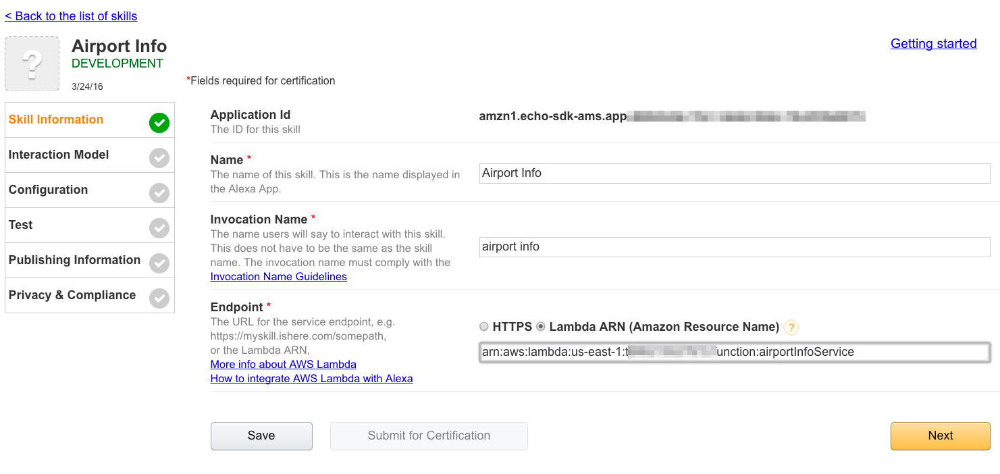 < Back to the list of skills
?
Airport Info
DEVELOPMENT
3/24/16
Getting started
*Fields required for certification
Skill Information
Interaction Model
Configuration
Test
Publishing Information
Privacy & Compliance
Application Id
The ID for this skill
amzn1.echo-sdk-ams.app
Name *
The name of this skill. This is the name displayed in
the Alexa App.
Airport Info
Invocation Name *
The name users will say to interact with this skill.
This does not have to be the same as the skill
name. The invocation name must comply with the
Invocation Name Guidelines
airport info
Endpoint *
The URL for the service endpoint, e.g.
https://myskill.ishere.com/somepath,
or the Lambda ARN,
More info about AWS Lambda
How to integrate AWS Lambda with Alexa
HTTPS Lambda ARN (Amazon Resource Name) ?
arn:aws:lambda:us-east-1: unction:airportInfoService
Save
Submit for Certification
Next